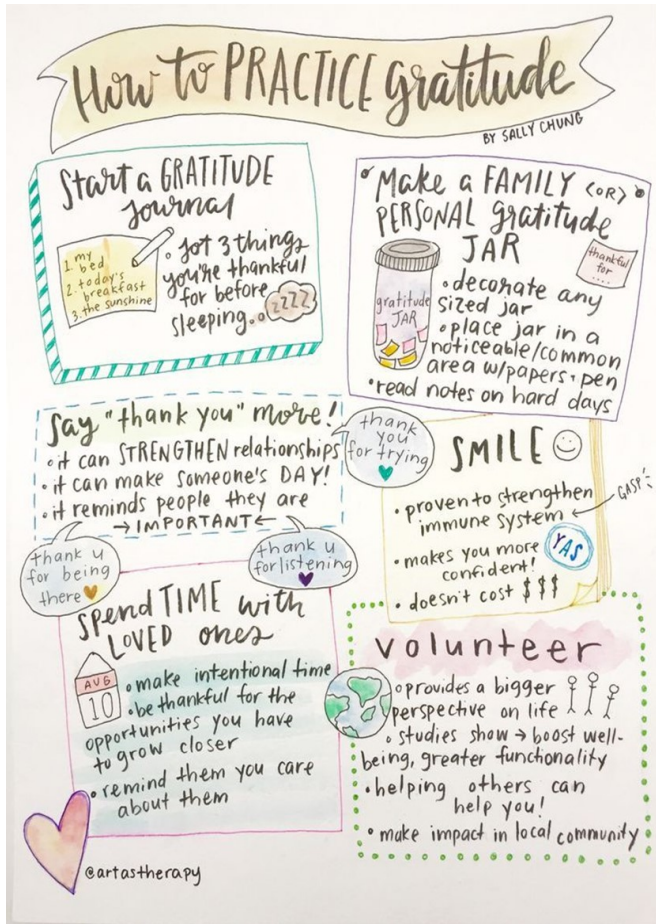 How to PRACTICE gratitude
BY SALLY CHUNG
Start a GRATITUDE
journal
1. my
bed
2. today's
breakfast
3. the sunshine
• Jot 3 things
you're thankful
for before
sleeping.
zzzz
Make a FAMILY <OR>
PERSONAL gratitude
JAR
thankful
for
....
gratitude
JAR
• decorate any
sized jar
• place jar in a
noticeable/common
area w/papers + pen
• read notes on hard days
Say "thank you" more!
• it can STRENGTHEN relationships
• it can make someone's DAY!
• it reminds people they are
→ IMPORTANT ←
thank
you
for trying
thank u
for being
there
thank u
for listening
SMILE
• proven to strengthen
immune system ← GASP!
• makes you more
confident!
YAS
• doesn't cost $$$
Spend TIME with
LOVED ones
AUG
10
• make intentional time
• be thankful for the
opportunities you have
to grow closer
• remind them you care
about them
volunteer
• provides a bigger
perspective on life
• studies show → boost well-
being, greater functionality
• helping others can
help you!
• make impact in local community
@artastherapy